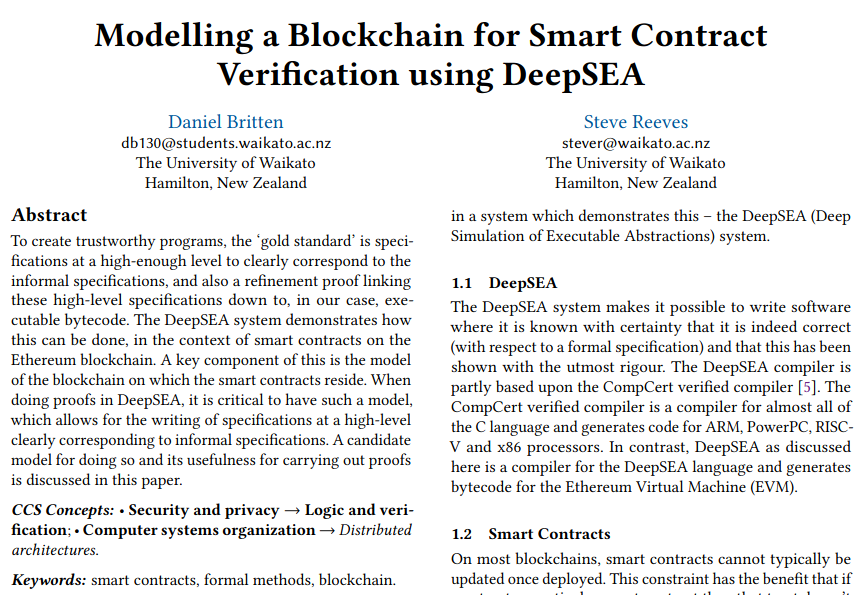 Modelling a Blockchain for Smart Contract
Verification using DeepSEA
Daniel Britten
db130@students.waikato.ac.nz
The University of Waikato
Hamilton, New Zealand
Steve Reeves
stever@waikato.ac.nz
The University of Waikato
Hamilton, New Zealand
Abstract
To create trustworthy programs, the ‘gold standard’ is speci-
fications at a high-enough level to clearly correspond to the
informal specifications, and also a refinement proof linking
these high-level specifications down to, in our case, exe-
cutable bytecode. The DeepSEA system demonstrates how
this can be done, in the context of smart contracts on the
Ethereum blockchain. A key component of this is the model
of the blockchain on which the smart contracts reside. When
doing proofs in DeepSEA, it is critical to have such a model,
which allows for the writing of specifications at a high-level
clearly corresponding to informal specifications. A candidate
model for doing so and its usefulness for carrying out proofs
is discussed in this paper.
CCS Concepts: • Security and privacy → Logic and veri-
fication; • Computer systems organization → Distributed
architectures.
Keywords: smart contracts, formal methods, blockchain.
in a system which demonstrates this – the DeepSEA (Deep
Simulation of Executable Abstractions) system.
1.1 DeepSEA
The DeepSEA system makes it possible to write software
where it is known with certainty that it is indeed correct
(with respect to a formal specification) and that this has been
shown with the utmost rigour. The DeepSEA compiler is
partly based upon the CompCert verified compiler [5]. The
CompCert verified compiler is a compiler for almost all of
the C language and generates code for ARM, PowerPC, RISC-
V and x86 processors. In contrast, DeepSEA as discussed
here is a compiler for the DeepSEA language and generates
bytecode for the Ethereum Virtual Machine (EVM).
1.2 Smart Contracts
On most blockchains, smart contracts cannot typically be
updated once deployed. This constraint has the benefit that if